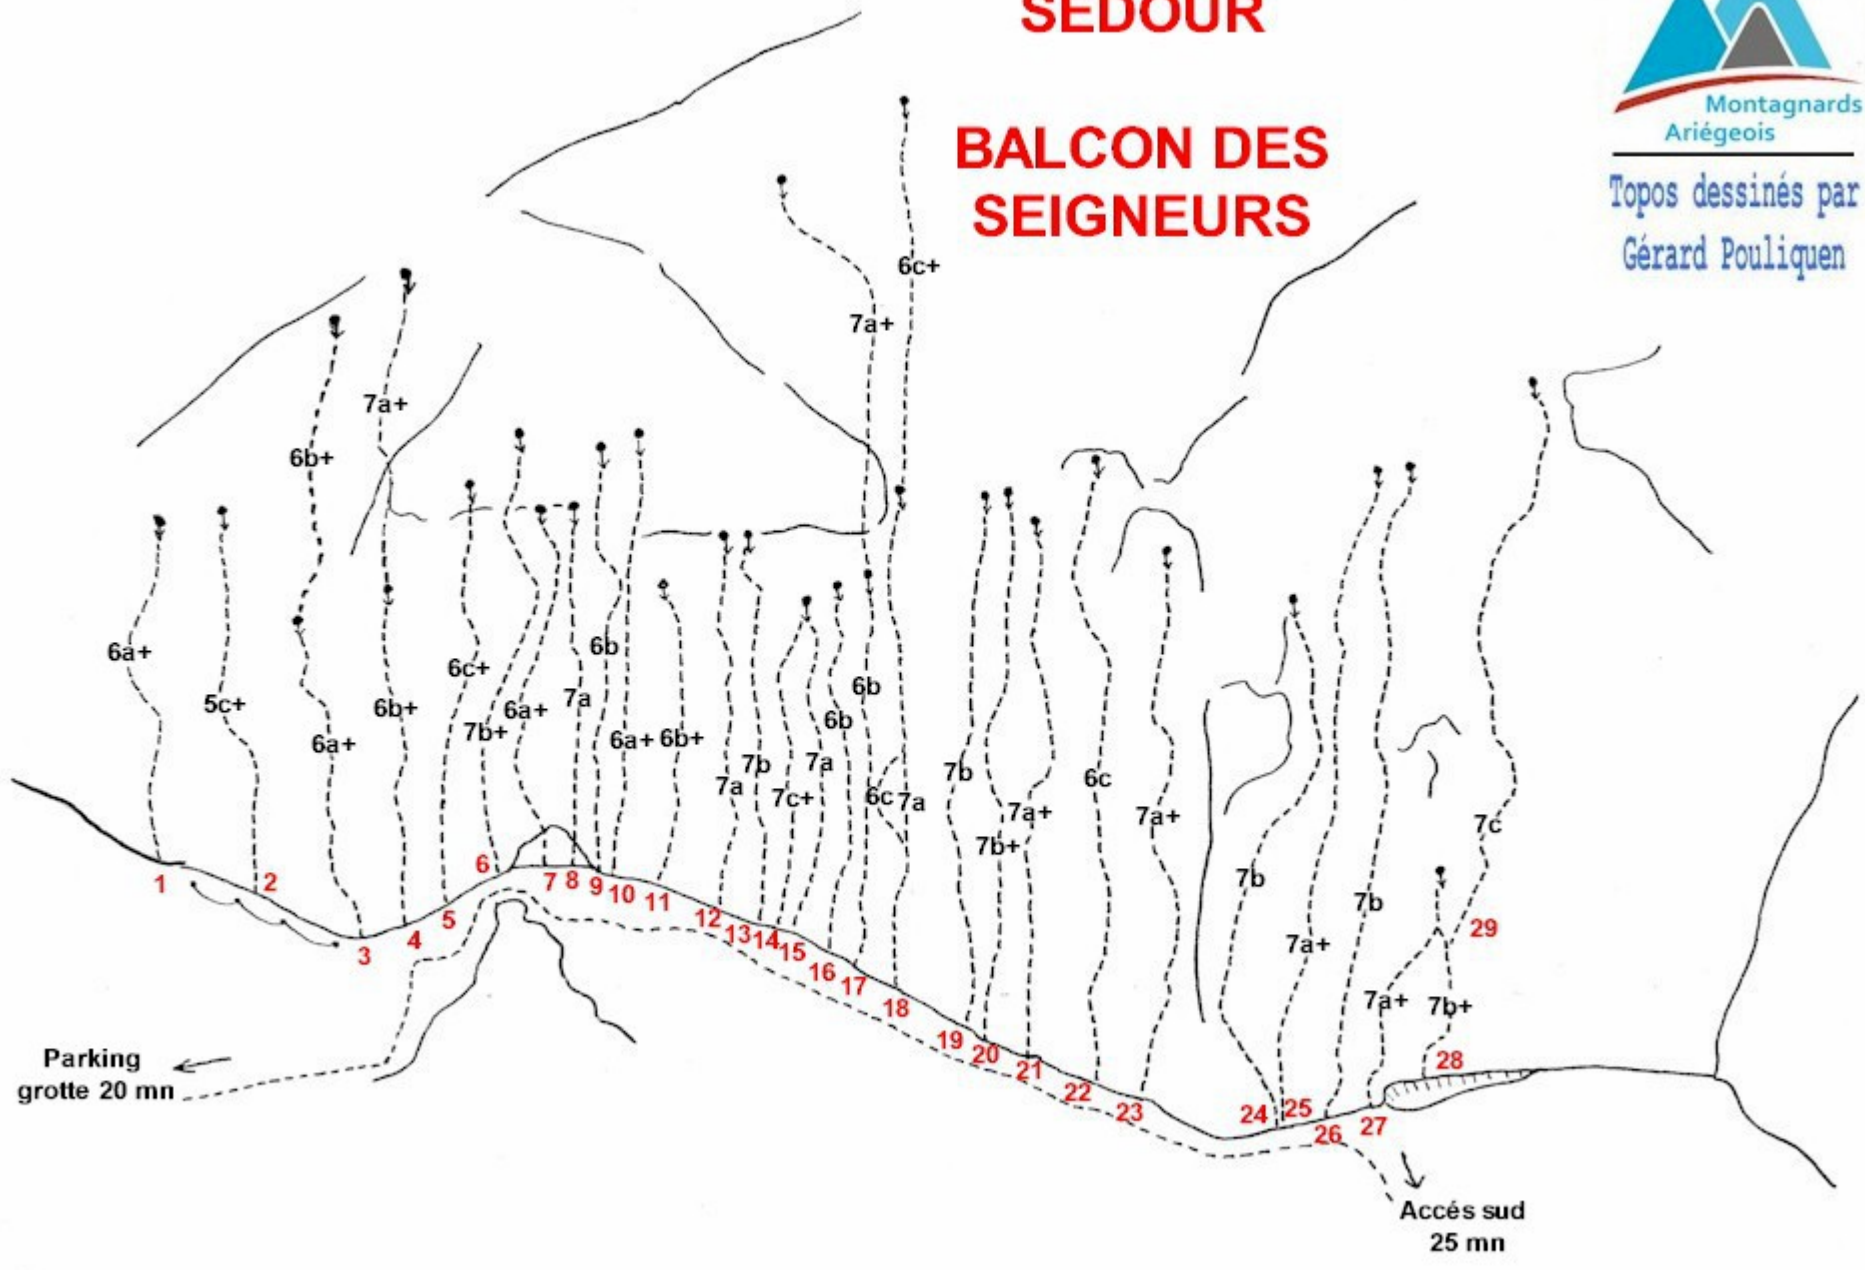 SEDOUR
BALCON DES
SEIGNEURS
Montagnards
Ariégeois
Topos dessinés par
Gérard Pouliquen
6c+
7a+
7a+
6b+
6a+
5c+
6a+
6b+
6c+
7b+
6a+
7a
6b
6a+
6b+
7a
7b
7c+
7a
6b
6b
6c
7a
7b
7b+
7a+
6c
7a+
7b
7a+
7b
7a+
7b+
7c
1
2
3
4
5
6
7
8
9
10
11
12
13
14
15
16
17
18
19
20
21
22
23
24
25
26
27
28
29
Parking
grotte 20 mn
Accés sud
25 mn